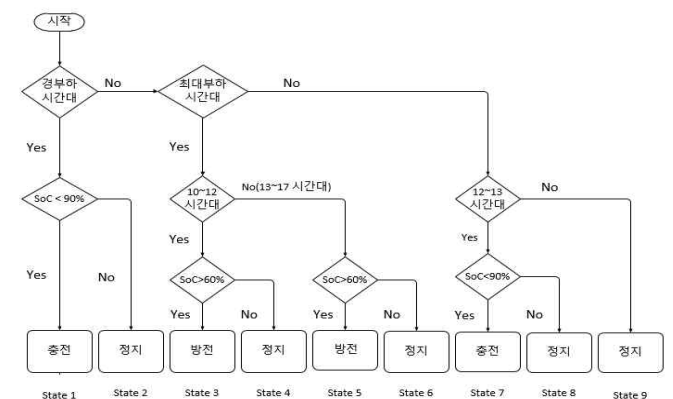 시작
경부하
시간대
No
최대부하
시간대
No
Yes
Yes
SoC < 90%
10~12
시간대
No(13~17 시간대)
12~13
시간대
No
Yes
Yes
Yes
No
SoC>60%
SoC>60%
SoC<90%
Yes
No
Yes
No
Yes
No
충전
정지
방전
정지
방전
정지
충전
정지
정지
State 1
State 2
State 3
State 4
State 5
State 6
State 7
State 8
State 9